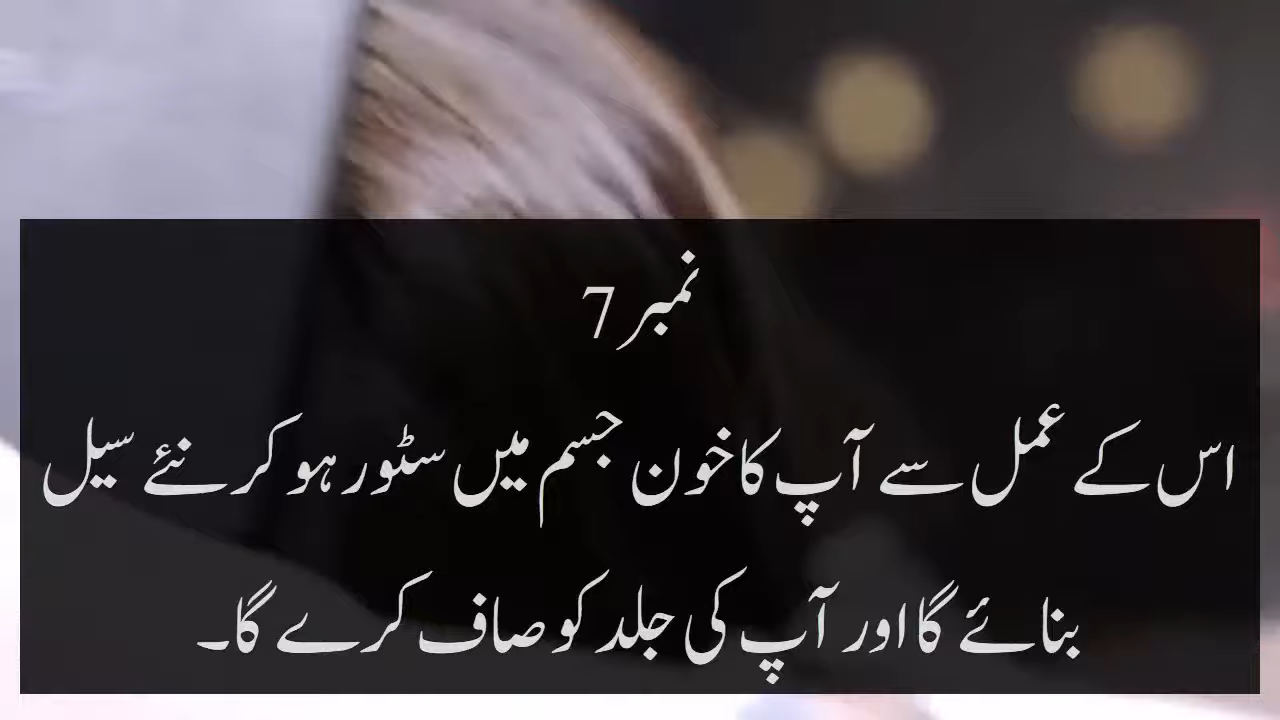 نمبر 7
اس کے عمل سے آپ کا خون جسم میں سٹور ہو کر نئے سیل
بنائے گا اور آپ کی جلد کو صاف کرے گا۔